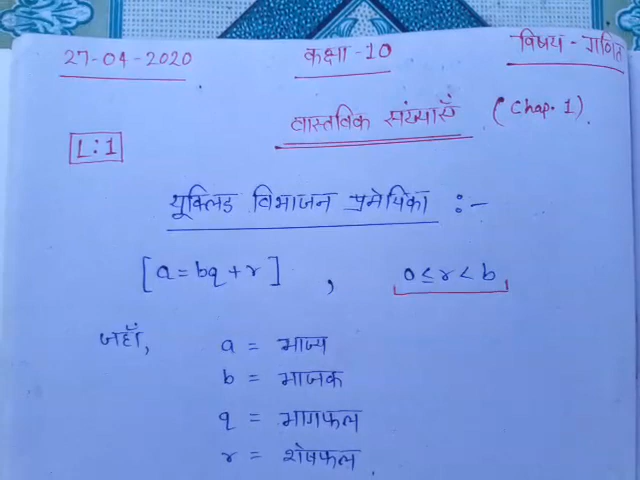 27-04-2020 कक्षा-10 विषय - गणित
वास्तविक संख्याएँ (Chap. 1)
L:1
यूक्लिड विभाजन प्रमेयिका :-
[a = bq + r] , 0 ≤ r < b
जहाँ, a = भाज्य
b = भाजक
q = भागफल
r = शेषफल